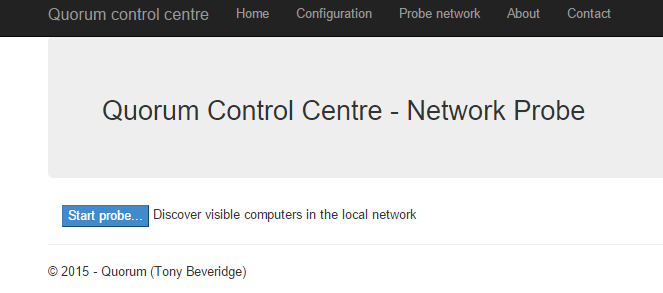 Quorum control centre Home Configuration Probe network About Contact
Quorum Control Centre - Network Probe
Start probe... Discover visible computers in the local network
© 2015 - Quorum (Tony Beveridge)